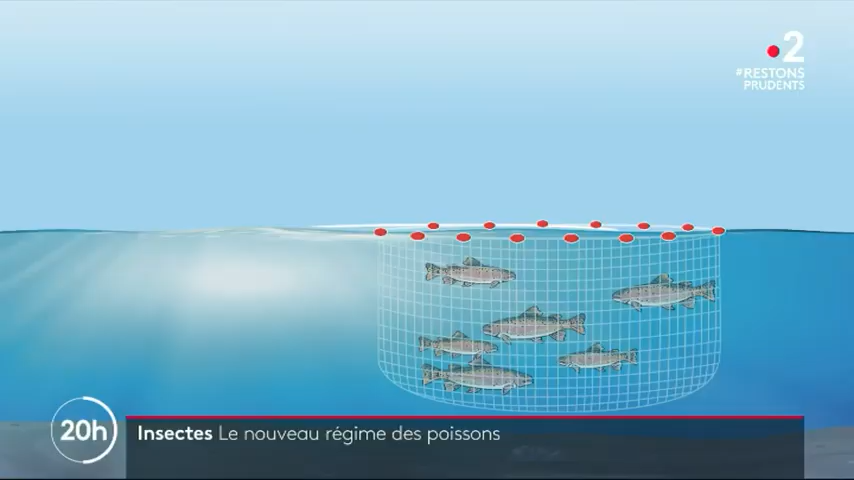 2
#RESTONS
PRUDENTS
20h
Insectes Le nouveau régime des poissons